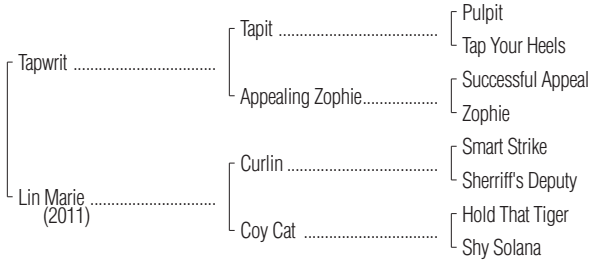 Pulpit
Tapit ........................................
Tap Your Heels
Tapwrit ....................................
Successful Appeal
Appealing Zophie...................
Zophie
Smart Strike
Curlin ......................................
Sherriff's Deputy
Lin Marie ................................
(2011)
Hold That Tiger
Coy Cat ..................................
Shy Solana